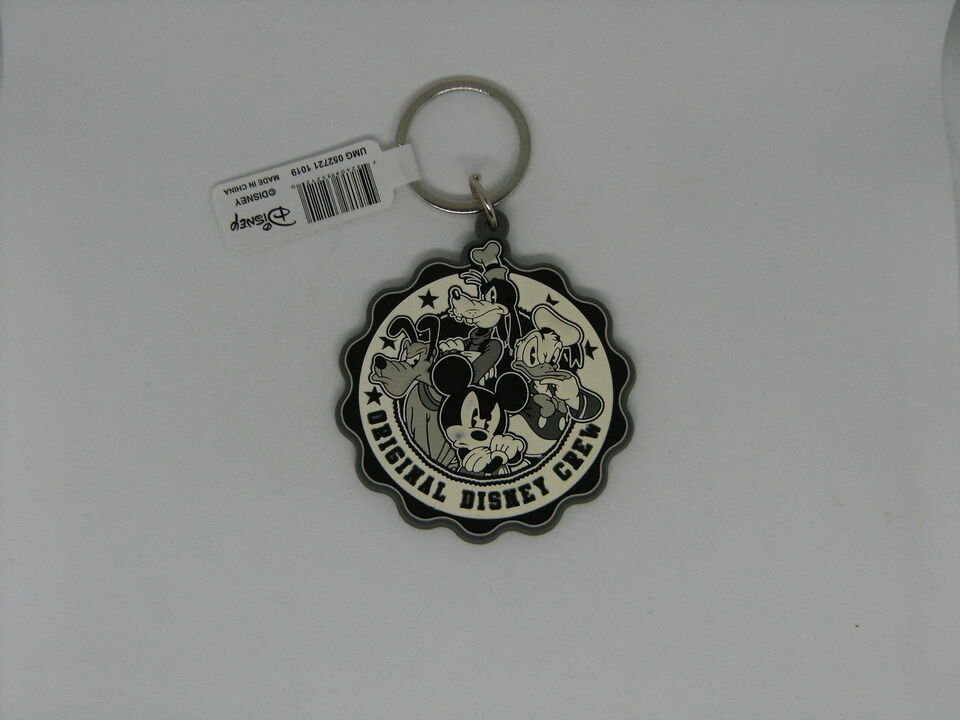 UMG 052721 1019
Disney
©DISNEY
MADE IN CHINA
ORIGINAL DISNEY CREW